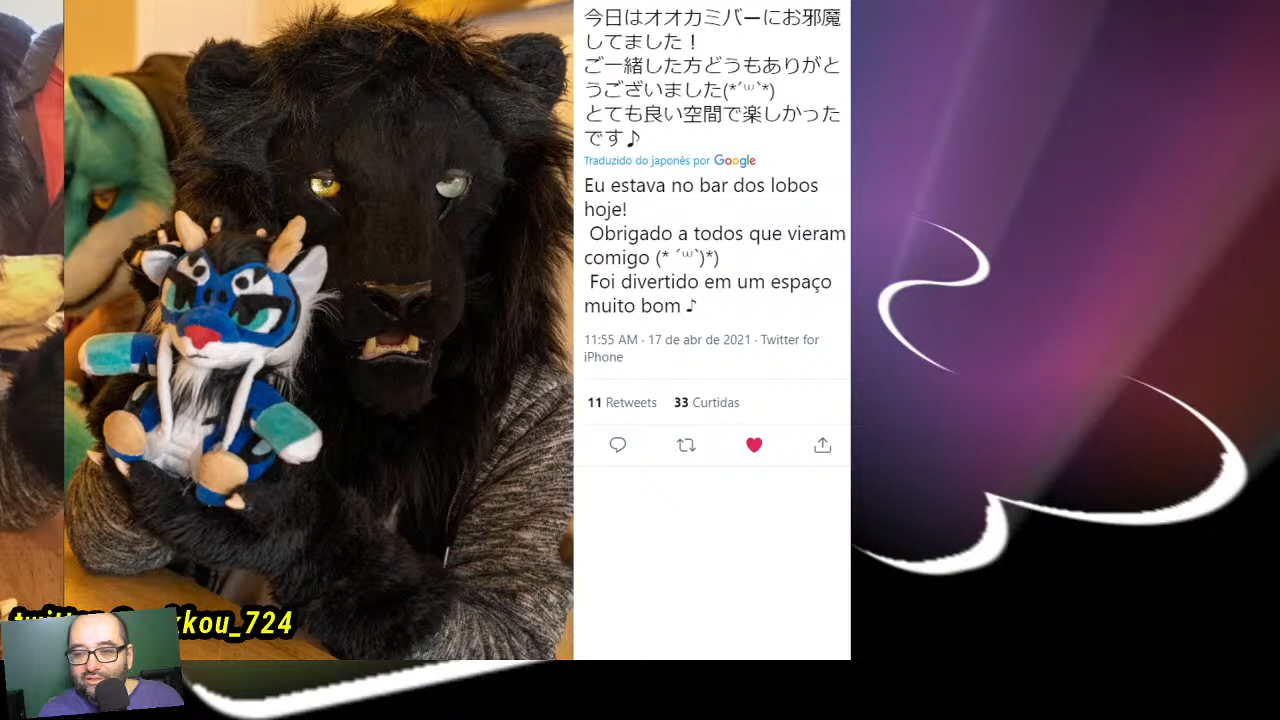 今日はオオカミバーにお邪魔
してました！
ご一緒した方どうもありがと
うございました(*´꒳`*)
とても良い空間で楽しかった
です♪
Traduzido do japonês por Google
Eu estava no bar dos lobos
hoje!
Obrigado a todos que vieram
comigo (* ´꒳`)*)
Foi divertido em um espaço
muito bom ♪
11:55 AM · 17 de abr de 2021 · Twitter for
iPhone
11 Retweets 33 Curtidas
kou_724